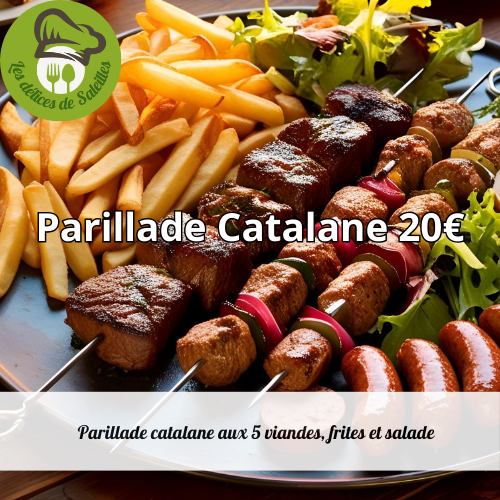 Les délices de Saleilles
Parillade Catalane 20€
Parillade catalane aux 5 viandes, frites et salade